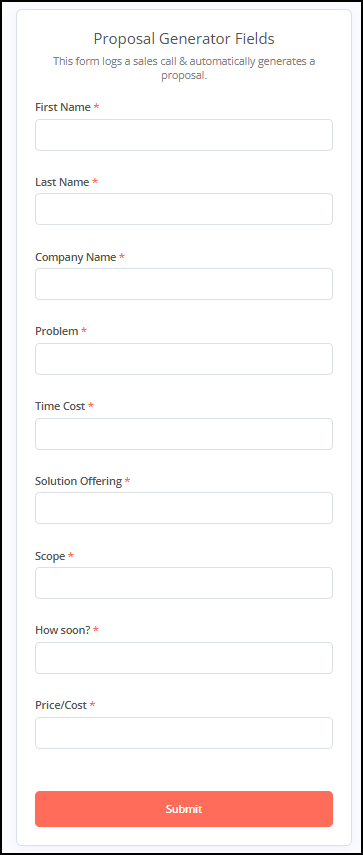 Proposal Generator Fields
This form logs a sales call & automatically generates a
proposal.
First Name *
Last Name *
Company Name *
Problem *
Time Cost *
Solution Offering *
Scope *
How soon? *
Price/Cost *
Submit